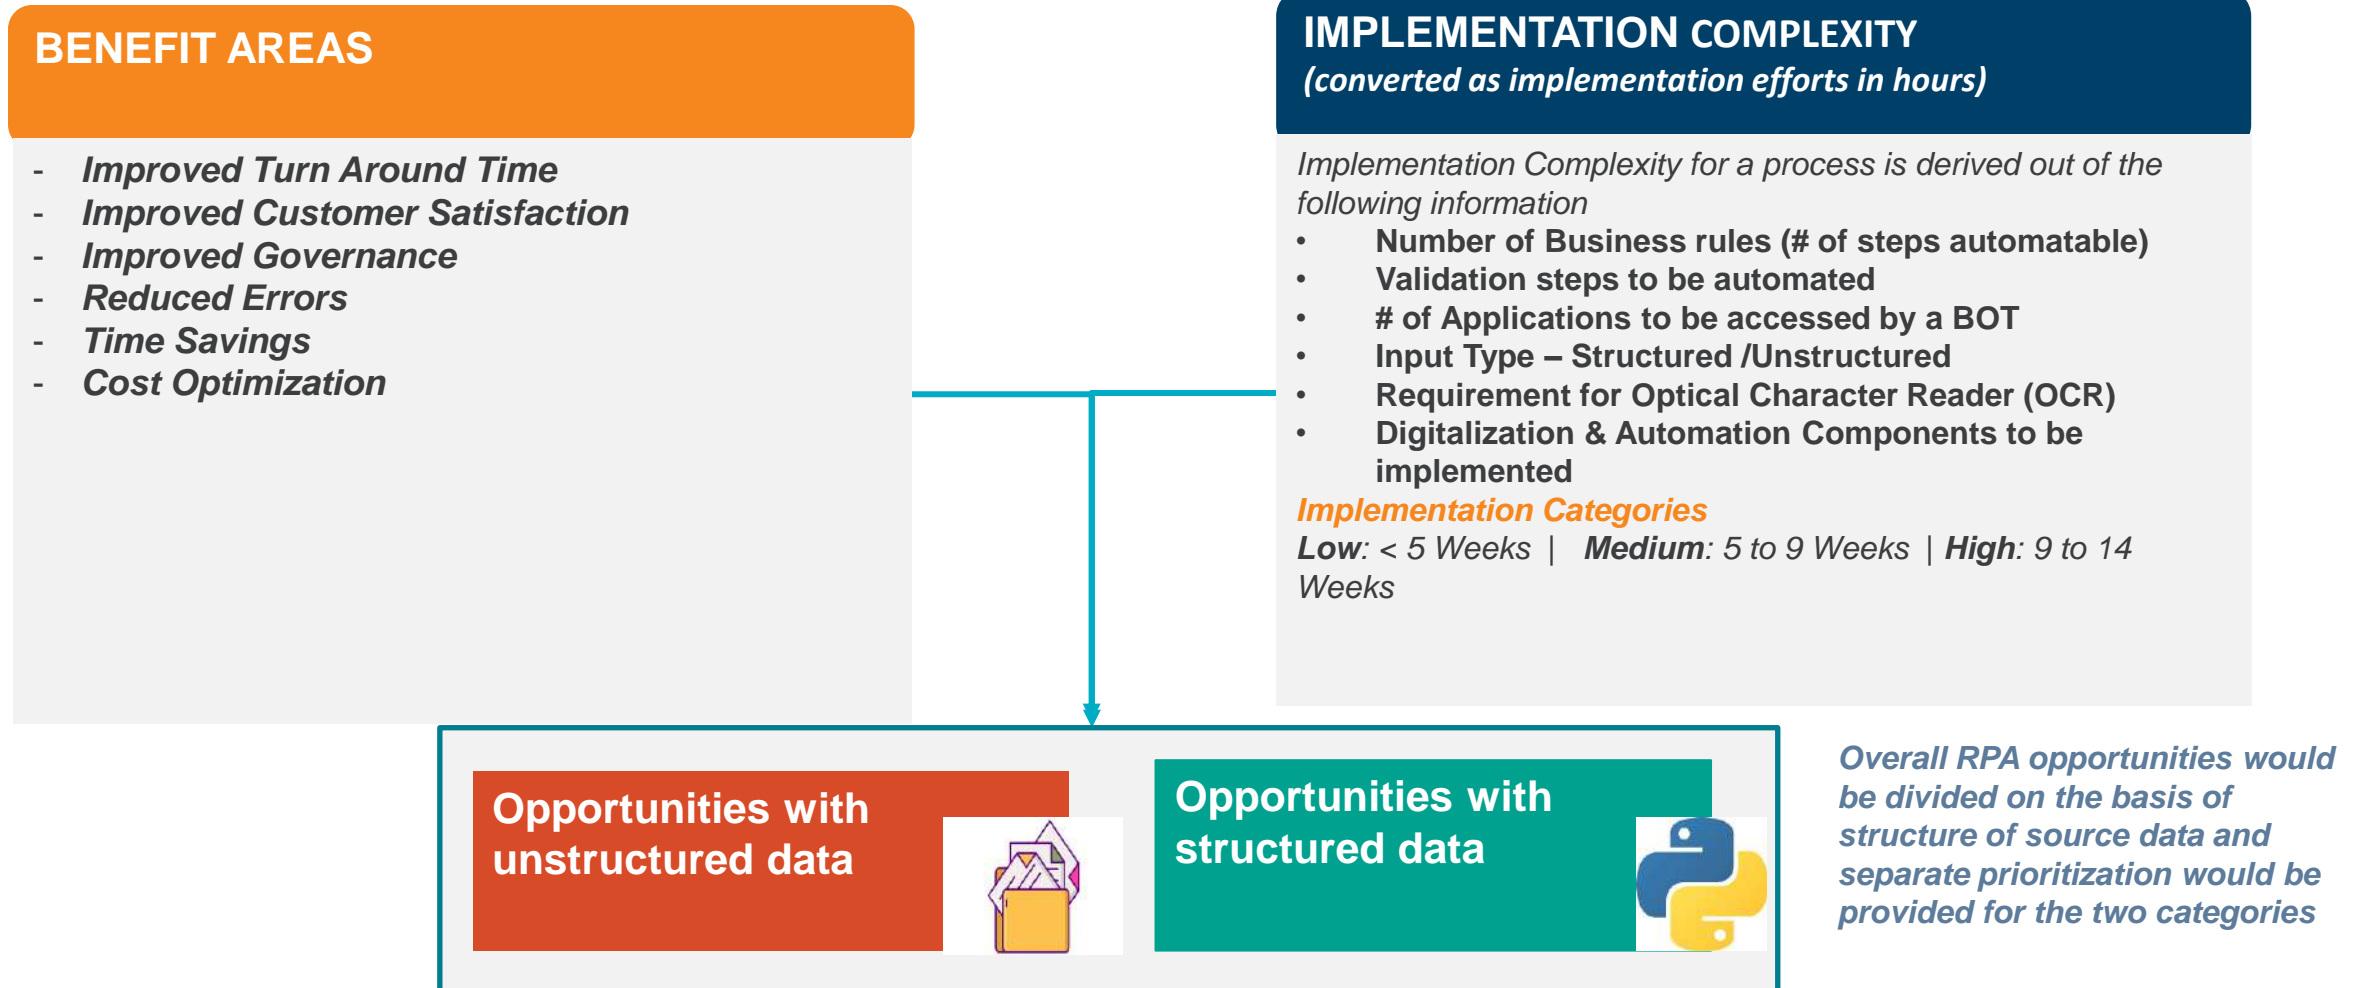 BENEFIT AREAS
- Improved Turn Around Time
- Improved Customer Satisfaction
- Improved Governance
- Reduced Errors
- Time Savings
- Cost Optimization
IMPLEMENTATION COMPLEXITY
(converted as implementation efforts in hours)
Implementation Complexity for a process is derived out of the
following information
• Number of Business rules (# of steps automatable)
• Validation steps to be automated
• # of Applications to be accessed by a BOT
• Input Type – Structured /Unstructured
• Requirement for Optical Character Reader (OCR)
• Digitalization & Automation Components to be
implemented
Implementation Categories
Low: < 5 Weeks | Medium: 5 to 9 Weeks | High: 9 to 14
Weeks
Opportunities with
unstructured data
Opportunities with
structured data
Overall RPA opportunities would
be divided on the basis of
structure of source data and
separate prioritization would be
provided for the two categories